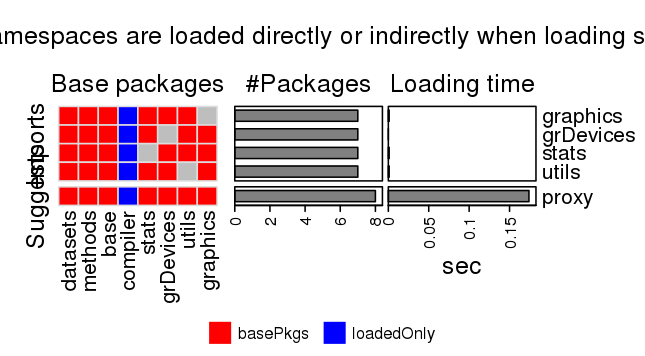 amespaces are loaded directly or indirectly when loading s
Base packages #Packages Loading time
Imports
Suggests
graphics
grDevices
stats
utils
proxy
datasets methods base compiler stats grDevices utils graphics
0 2 4 6 8
0 0.05 0.1 0.15
sec
basePkgs loadedOnly